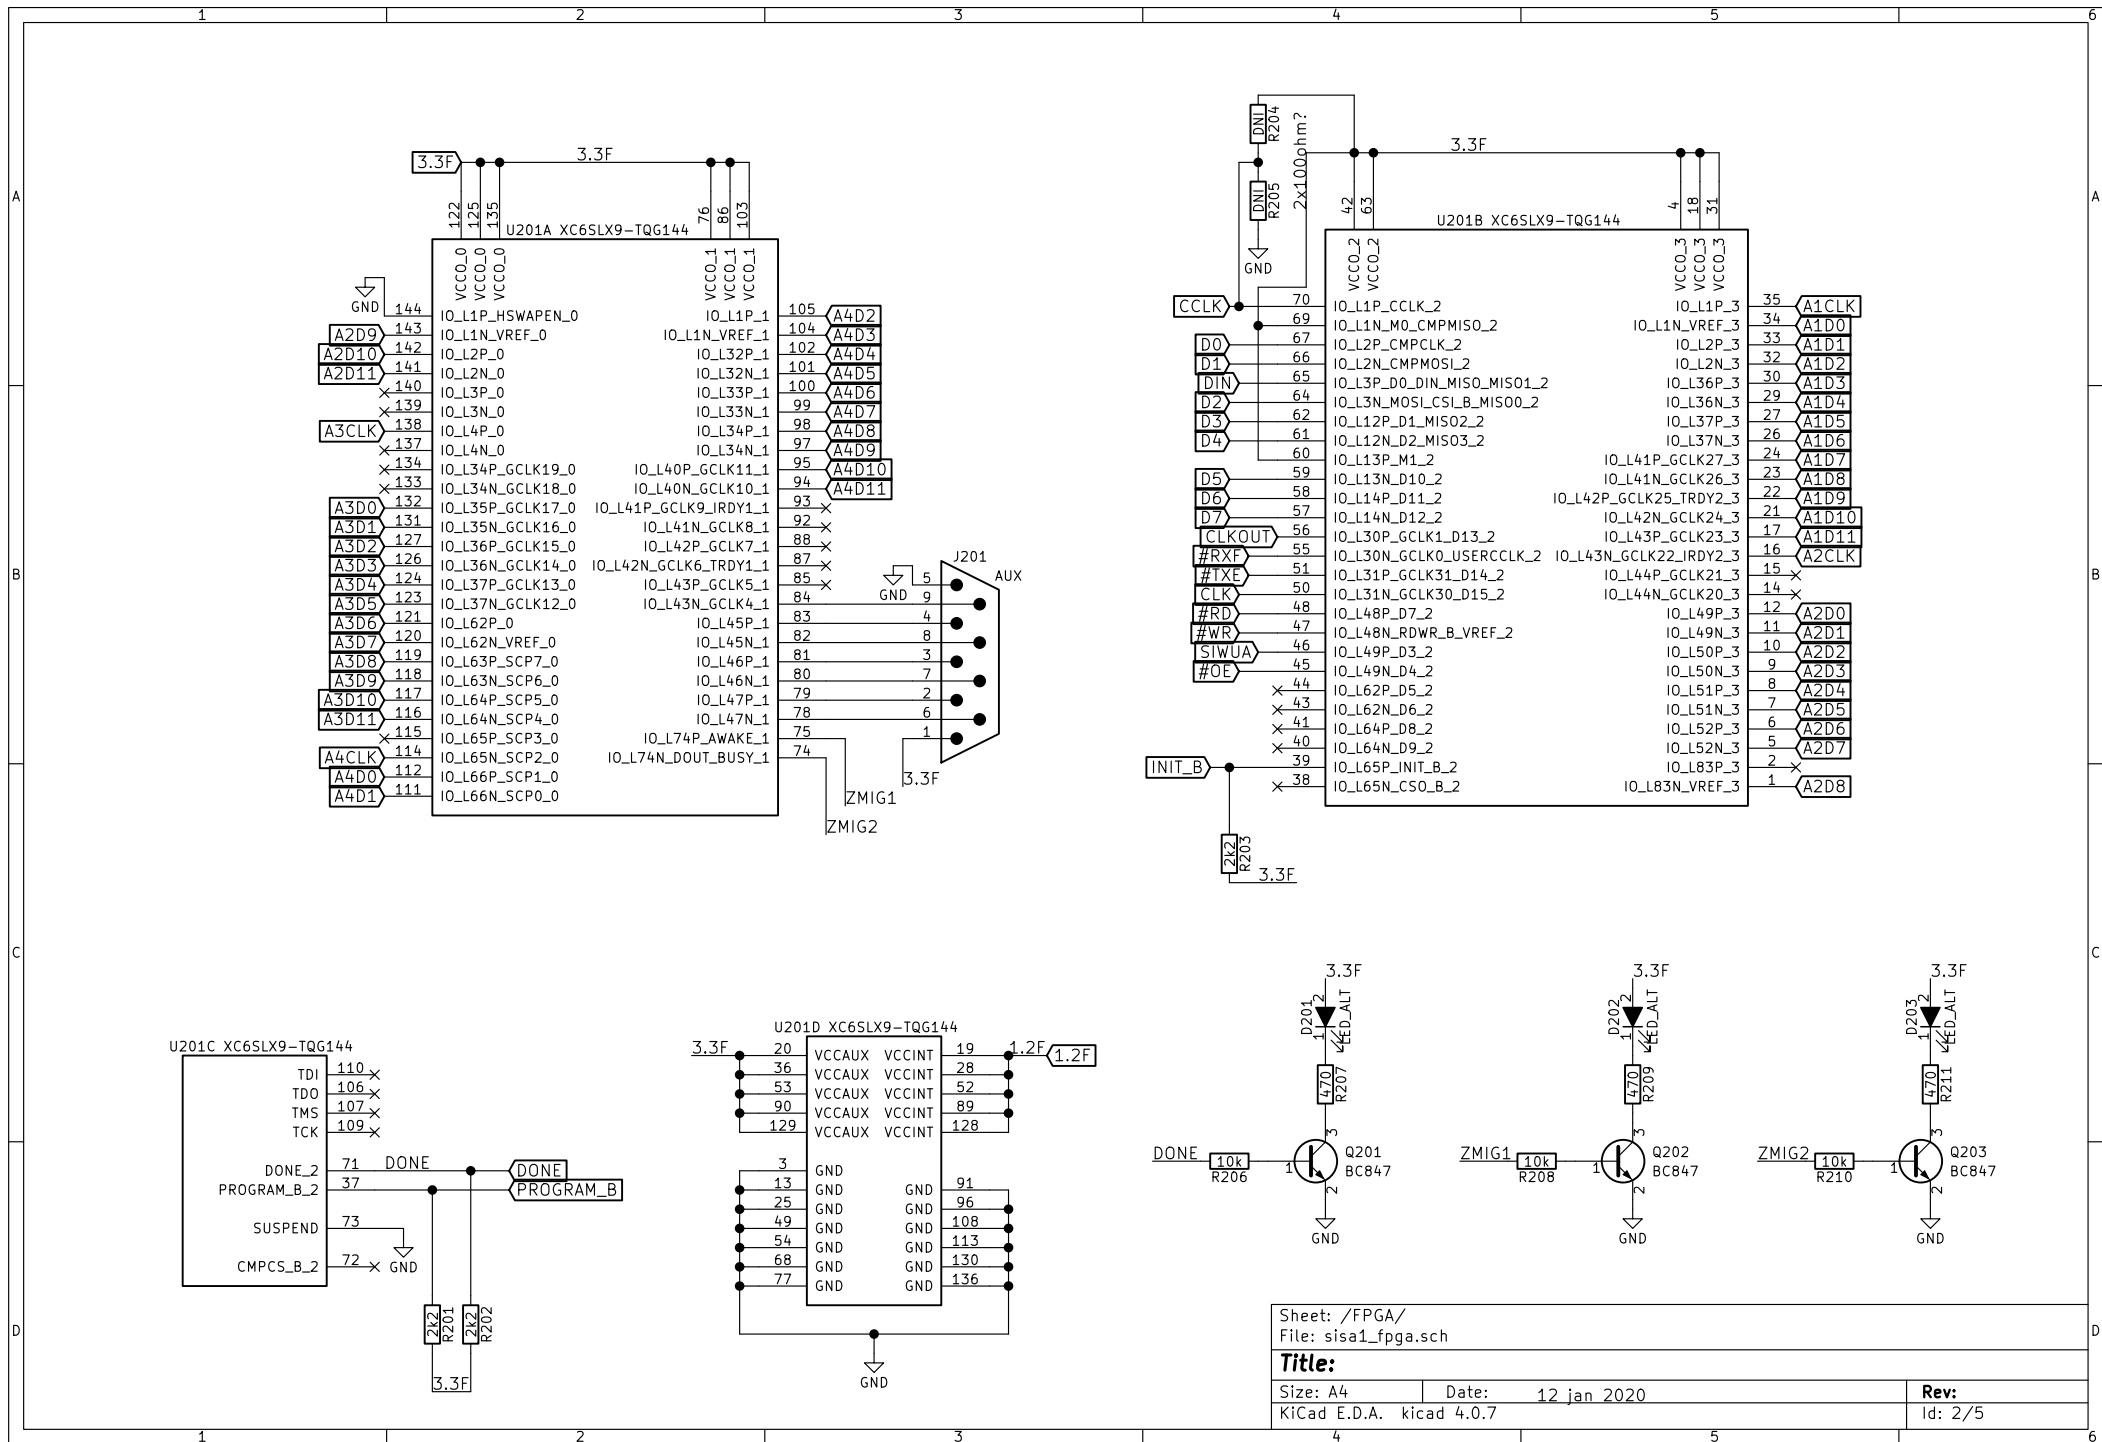 1 2 3 4 5 6
A
B
C
D
3.3F
3.3F
122
125
135
76
86
103
U201A XC6SLX9-TQG144
VCCO_0
VCCO_0
VCCO_0
VCCO_1
VCCO_1
VCCO_1
GND
144 IO_L1P_HSWAPEN_0
A2D9 143 IO_L1N_VREF_0
A2D10 142 IO_L2P_0
A2D11 141 IO_L2N_0
140 IO_L3P_0
139 IO_L3N_0
A3CLK 138 IO_L4P_0
137 IO_L4N_0
134 IO_L34P_GCLK19_0
133 IO_L34N_GCLK18_0
A3D0 132 IO_L35P_GCLK17_0
A3D1 131 IO_L35N_GCLK16_0
A3D2 127 IO_L36P_GCLK15_0
A3D3 126 IO_L36N_GCLK14_0
A3D4 124 IO_L37P_GCLK13_0
A3D5 123 IO_L37N_GCLK12_0
A3D6 121 IO_L62P_0
A3D7 120 IO_L62N_VREF_0
A3D8 119 IO_L63P_SCP7_0
A3D9 118 IO_L63N_SCP6_0
A3D10 117 IO_L64P_SCP5_0
A3D11 116 IO_L64N_SCP4_0
115 IO_L65P_SCP3_0
A4CLK 114 IO_L65N_SCP2_0
A4D0 112 IO_L66P_SCP1_0
A4D1 111 IO_L66N_SCP0_0
IO_L1P_1 105 A4D2
IO_L1N_VREF_1 104 A4D3
IO_L32P_1 102 A4D4
IO_L32N_1 101 A4D5
IO_L33P_1 100 A4D6
IO_L33N_1 99 A4D7
IO_L34P_1 98 A4D8
IO_L34N_1 97 A4D9
IO_L40P_GCLK11_1 95 A4D10
IO_L40N_GCLK10_1 94 A4D11
IO_L41P_GCLK9_IRDY1_1 93
IO_L41N_GCLK8_1 92
IO_L42P_GCLK7_1 88
IO_L42N_GCLK6_TRDY1_1 87
IO_L43P_GCLK5_1 85
IO_L43N_GCLK4_1 84
IO_L45P_1 83
IO_L45N_1 82
IO_L46P_1 81
IO_L46N_1 80
IO_L47P_1 79
IO_L47N_1 78
IO_L74P_AWAKE_1 75
IO_L74N_DOUT_BUSY_1 74
J201
AUX
GND
5
9
4
8
3
7
2
6
1
3.3F
ZMIG1
ZMIG2
DNI
R204
DNI
R205
2x100ohm?
GND
3.3F
42
63
4
18
31
U201B XC6SLX9-TQG144
VCCO_2
VCCO_2
VCCO_3
VCCO_3
VCCO_3
CCLK 70 IO_L1P_CCLK_2
69 IO_L1N_M0_CMPMISO_2
D0 67 IO_L2P_CMPCLK_2
D1 66 IO_L2N_CMPMOSI_2
DIN 65 IO_L3P_D0_DIN_MISO_MISO1_2
D2 64 IO_L3N_MOSI_CSI_B_MISO0_2
D3 62 IO_L12P_D1_MISO2_2
D4 61 IO_L12N_D2_MISO3_2
60 IO_L13P_M1_2
D5 59 IO_L13N_D10_2
D6 58 IO_L14P_D11_2
D7 57 IO_L14N_D12_2
CLKOUT 56 IO_L30P_GCLK1_D13_2
#RXF 55 IO_L30N_GCLK0_USERCCLK_2
#TXE 51 IO_L31P_GCLK31_D14_2
CLK 50 IO_L31N_GCLK30_D15_2
#RD 48 IO_L48P_D7_2
#WR 47 IO_L48N_RDWR_B_VREF_2
SIWUA 46 IO_L49P_D3_2
#OE 45 IO_L49N_D4_2
44 IO_L62P_D5_2
43 IO_L62N_D6_2
41 IO_L64P_D8_2
40 IO_L64N_D9_2
INIT_B 39 IO_L65P_INIT_B_2
38 IO_L65N_CSO_B_2
2k2
R203
3.3F
IO_L1P_3 35 A1CLK
IO_L1N_VREF_3 34 A1D0
IO_L2P_3 33 A1D1
IO_L2N_3 32 A1D2
IO_L36P_3 30 A1D3
IO_L36N_3 29 A1D4
IO_L37P_3 27 A1D5
IO_L37N_3 26 A1D6
IO_L41P_GCLK27_3 24 A1D7
IO_L41N_GCLK26_3 23 A1D8
IO_L42P_GCLK25_TRDY2_3 22 A1D9
IO_L42N_GCLK24_3 21 A1D10
IO_L43P_GCLK23_3 17 A1D11
IO_L43N_GCLK22_IRDY2_3 16 A2CLK
IO_L44P_GCLK21_3 15
IO_L44N_GCLK20_3 14
IO_L49P_3 12 A2D0
IO_L49N_3 11 A2D1
IO_L50P_3 10 A2D2
IO_L50N_3 9 A2D3
IO_L51P_3 8 A2D4
IO_L51N_3 7 A2D5
IO_L52P_3 6 A2D6
IO_L52N_3 5 A2D7
IO_L83P_3 2
IO_L83N_VREF_3 1 A2D8
U201C XC6SLX9-TQG144
TDI 110
TDO 106
TMS 107
TCK 109
DONE_2 71 DONE DONE
PROGRAM_B_2 37 PROGRAM_B
SUSPEND 73
CMPCS_B_2 72
GND
2k2
R201
2k2
R202
3.3F
U201D XC6SLX9-TQG144
3.3F 20 VCCAUX VCCINT 19 1.2F 1.2F
36 VCCAUX VCCINT 28
53 VCCAUX VCCINT 52
90 VCCAUX VCCINT 89
129 VCCAUX VCCINT 128
3 GND
13 GND GND 91
25 GND GND 96
49 GND GND 108
54 GND GND 113
68 GND GND 130
77 GND GND 136
GND
3.3F
D201
2
1
LED_ALT
470
R207
DONE
10k
R206
1
3
2
Q201
BC847
GND
3.3F
D202
2
1
LED_ALT
470
R209
ZMIG1
10k
R208
1
3
2
Q202
BC847
GND
3.3F
D203
2
1
LED_ALT
470
R211
ZMIG2
10k
R210
1
3
2
Q203
BC847
GND
Sheet: /FPGA/
File: sisa1_fpga.sch
Title:
Size: A4 Date: 12 jan 2020 Rev:
KiCad E.D.A. kicad 4.0.7 Id: 2/5
A
B
C
D
1 2 3 4 5 6